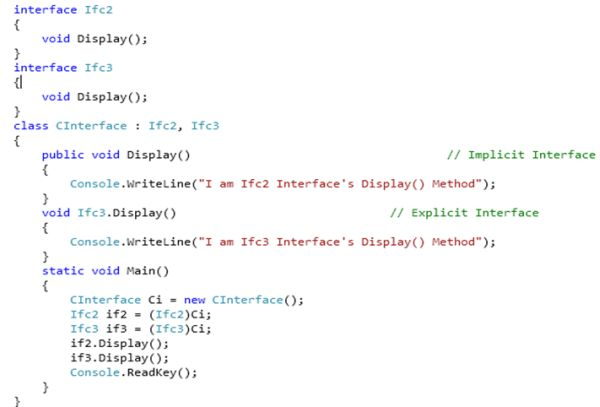 interface Ifc2
{
    void Display();
}
interface Ifc3
{
    void Display();
}
class CInterface : Ifc2, Ifc3
{
    public void Display()                                    // Implicit Interface
    {
        Console.WriteLine("I am Ifc2 Interface's Display() Method");
    }
    void Ifc3.Display()                              // Explicit Interface
    {
        Console.WriteLine("I am Ifc3 Interface's Display() Method");
    }
    static void Main()
    {
        CInterface Ci = new CInterface();
        Ifc2 if2 = (Ifc2)Ci;
        Ifc3 if3 = (Ifc3)Ci;
        if2.Display();
        if3.Display();
        Console.ReadKey();
    }
}